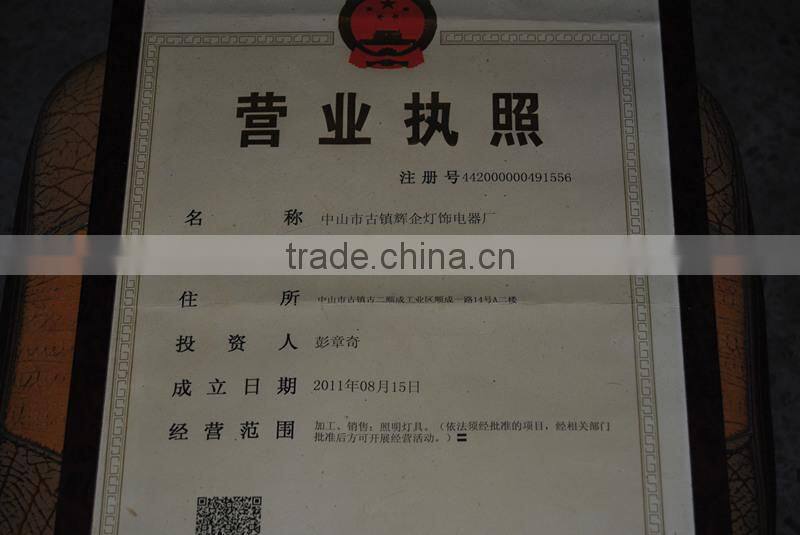 营业执照
注册号442000000491556
名 称 中山市古镇辉企灯饰电器厂
trade.china.cn
住 所 中山市古镇古二顺成工业区顺成一路14号A二楼
投资人 彭章奇
成立日期 2011年08月15日
经营范围 加工、销售：照明灯具。（依法须经批准的项目，经相关部门
批准后方可开展经营活动。）〓